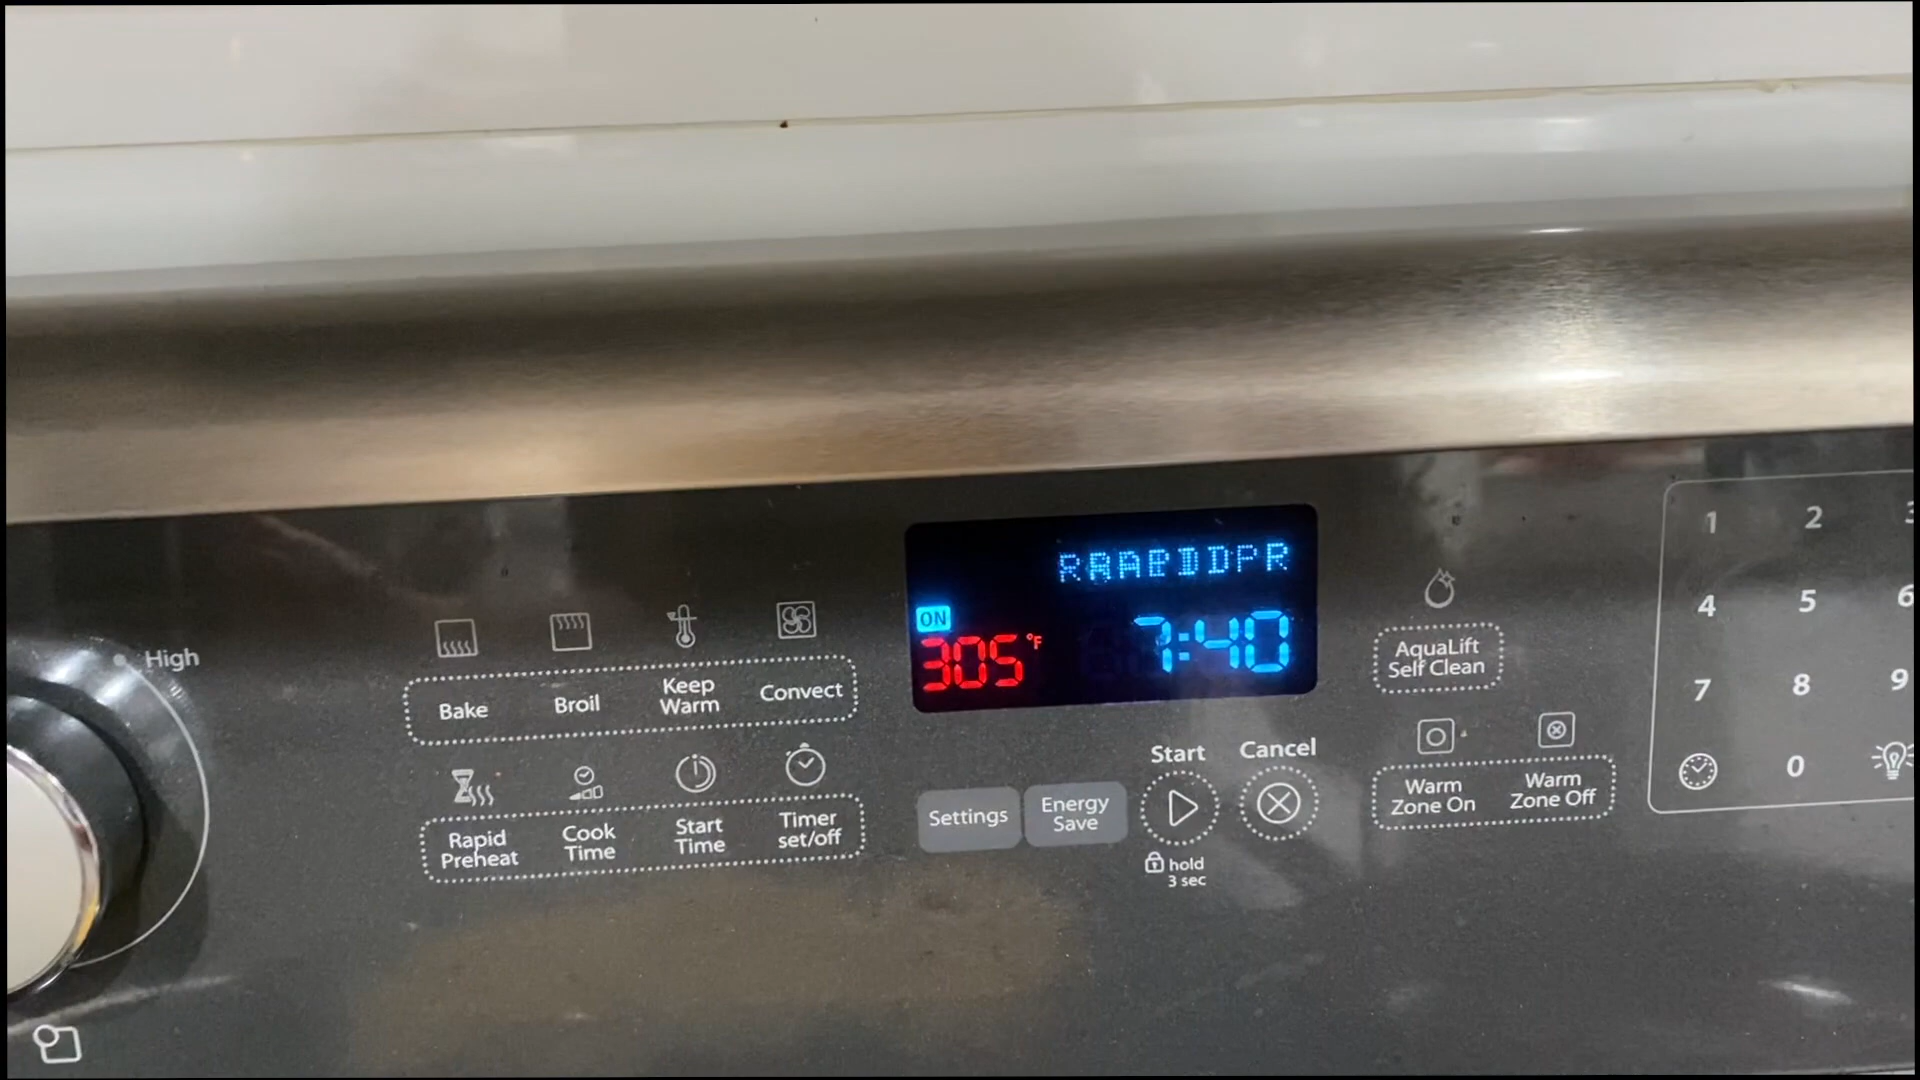 High
Bake
Broil
Keep
Warm
Convect
Rapid
Preheat
Cook
Time
Start
Time
Timer
set/off
ON
305°F
7:40
Settings
Energy
Save
Start
Cancel
hold
3 sec
AquaLift
Self Clean
Warm
Zone On
Warm
Zone Off
1 2 3
4 5 6
7 8 9
0